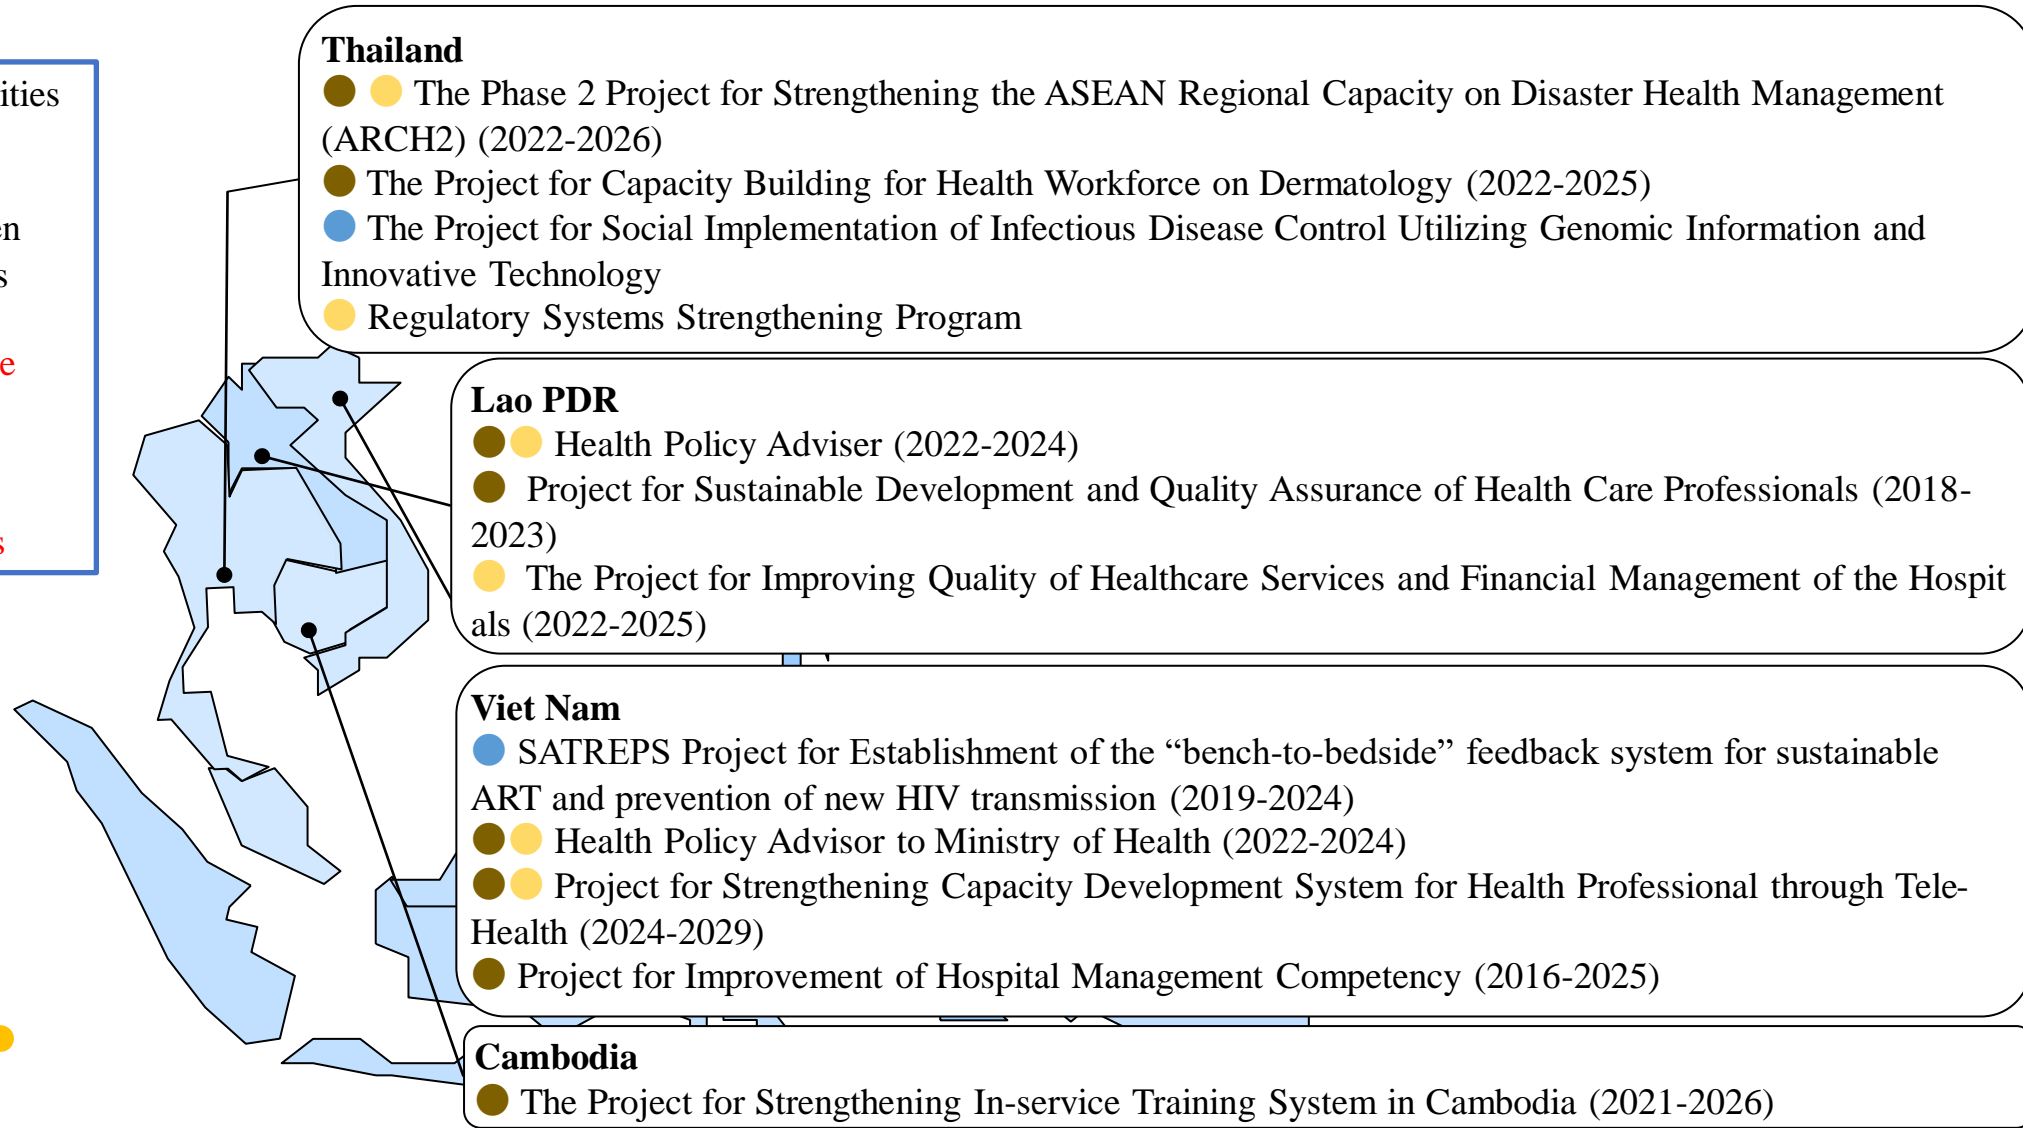 Thailand
The Phase 2 Project for Strengthening the ASEAN Regional Capacity on Disaster Health Management
(ARCH2) (2022-2026)
The Project for Capacity Building for Health Workforce on Dermatology (2022-2025)
The Project for Social Implementation of Infectious Disease Control Utilizing Genomic Information and
Innovative Technology
Regulatory Systems Strengthening Program
Lao PDR
Health Policy Adviser (2022-2024)
Project for Sustainable Development and Quality Assurance of Health Care Professionals (2018-
2023)
The Project for Improving Quality of Healthcare Services and Financial Management of the Hospit
als (2022-2025)
Viet Nam
SATREPS Project for Establishment of the “bench-to-bedside” feedback system for sustainable
ART and prevention of new HIV transmission (2019-2024)
Health Policy Advisor to Ministry of Health (2022-2024)
Project for Strengthening Capacity Development System for Health Professional through Tele-
Health (2024-2029)
Project for Improvement of Hospital Management Competency (2016-2025)
Cambodia
The Project for Strengthening In-service Training System in Cambodia (2021-2026)